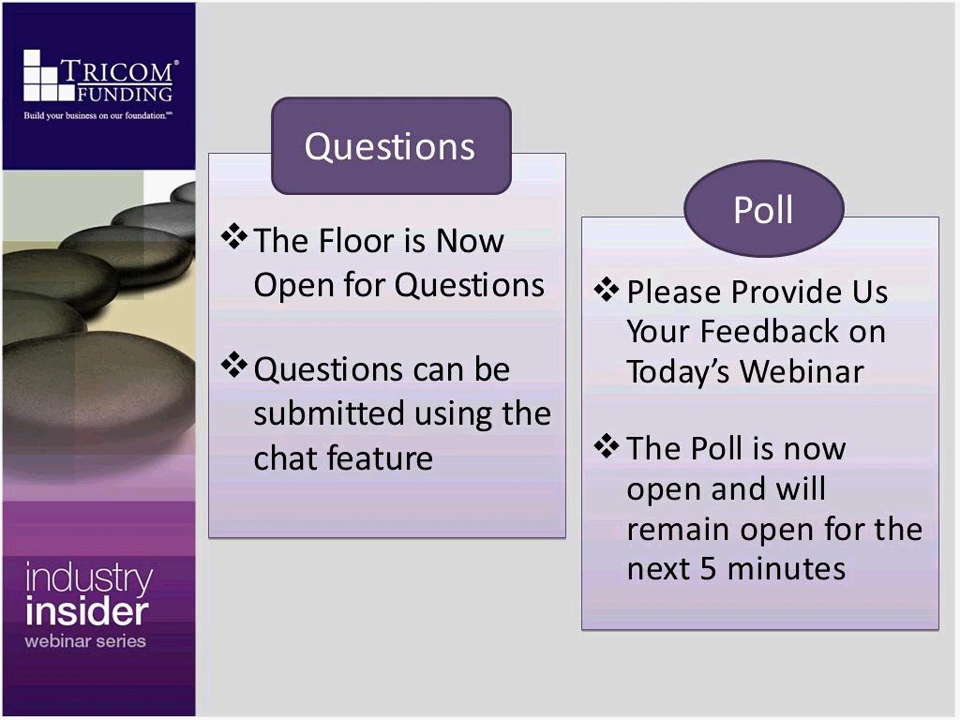 TRICOM®
FUNDING
Build your business on our foundation.℠
Questions
❖ The Floor is Now
Open for Questions
❖ Questions can be
submitted using the
chat feature
Poll
❖ Please Provide Us
Your Feedback on
Today’s Webinar
❖ The Poll is now
open and will
remain open for the
next 5 minutes
industry
insider
webinar series